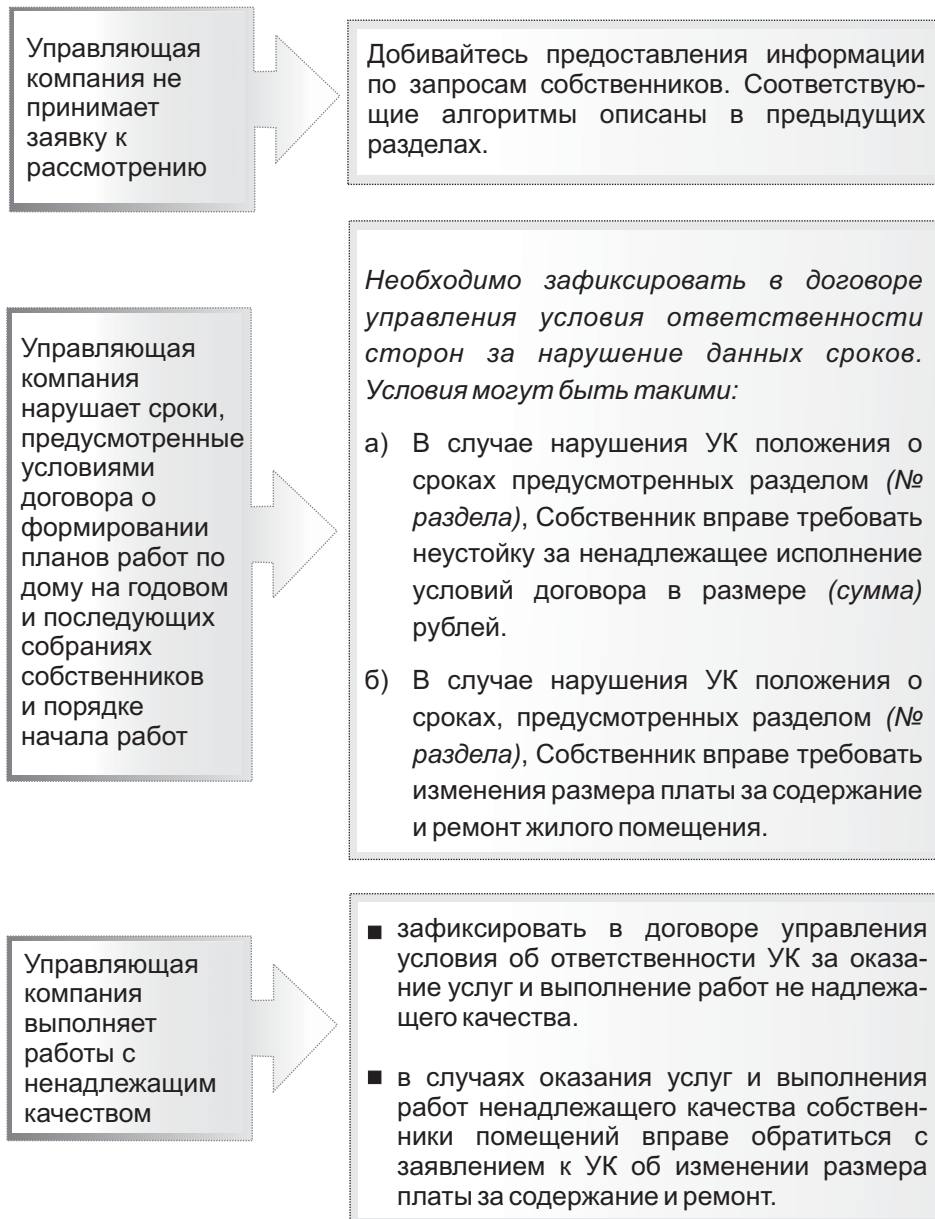 Управляющая
компания не
принимает
заявку к
рассмотрению
Добивайтесь предоставления информации
по запросам собственников. Соответствую-
щие алгоритмы описаны в предыдущих
разделах.
Управляющая
компания
нарушает сроки,
предусмотренные
условиями
договора о
формировании
планов работ по
дому на годовом
и последующих
собраниях
собственников
и порядке
начала работ
Необходимо зафиксировать в договоре
управления условия ответственности
сторон за нарушение данных сроков.
Условия могут быть такими:
а) В случае нарушения УК положения о
сроках предусмотренных разделом (№
раздела), Собственник вправе требовать
неустойку за ненадлежащее исполнение
условий договора в размере (сумма)
рублей.
б) В случае нарушения УК положения о
сроках, предусмотренных разделом (№
раздела), Собственник вправе требовать
изменения размера платы за содержание
и ремонт жилого помещения.
Управляющая
компания
выполняет
работы с
ненадлежащим
качеством
■ зафиксировать в договоре управления
условия об ответственности УК за оказа-
ние услуг и выполнение работ не надлежа-
щего качества.
■ в случаях оказания услуг и выполнения
работ ненадлежащего качества собствен-
ники помещений вправе обратиться с
заявлением к УК об изменении размера
платы за содержание и ремонт.